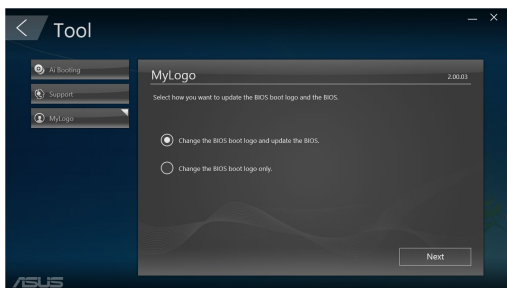 Tool
Ai Booting
Support
MyLogo
MyLogo
2.00.03
Select how you want to update the BIOS boot logo and the BIOS.
Change the BIOS boot logo and update the BIOS.
Change the BIOS boot logo only.
Next
ASUS